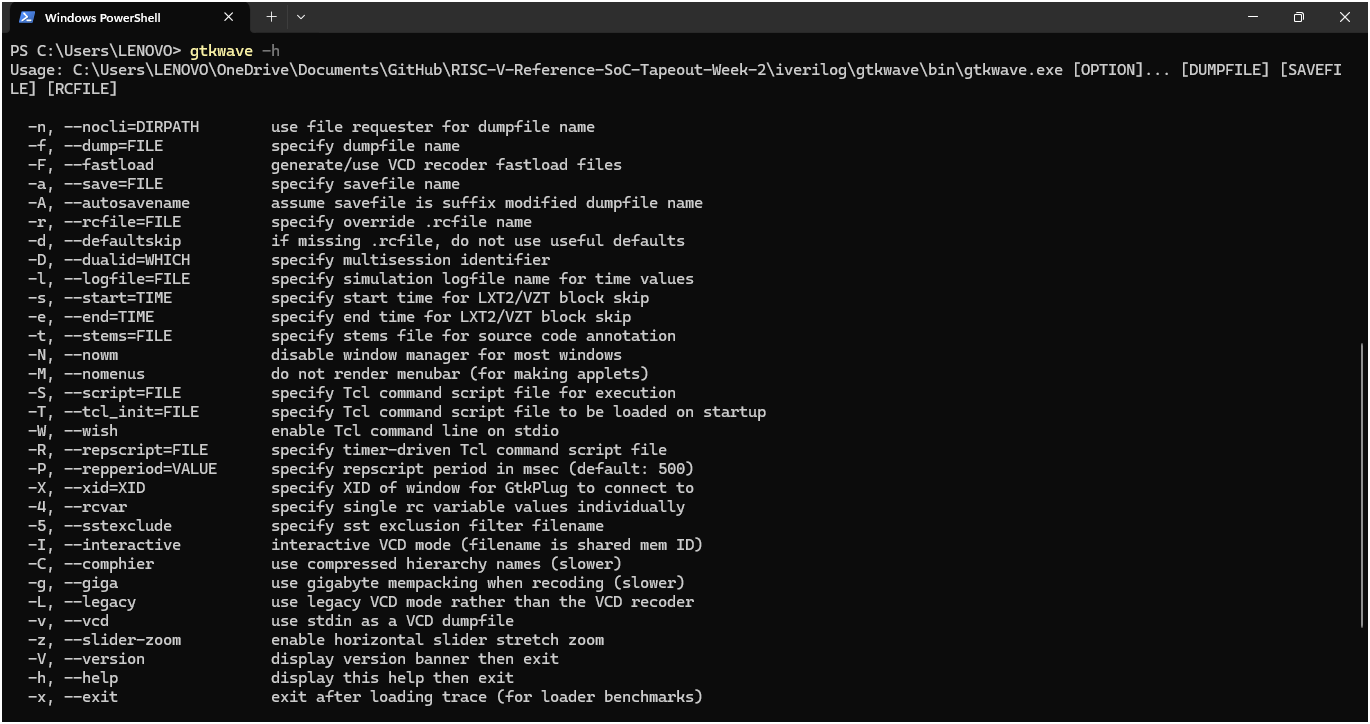 Windows PowerShell
PS C:\Users\LENOVO> gtkwave -h
Usage: C:\Users\LENOVO\OneDrive\Documents\GitHub\RISC-V-Reference-SoC-Tapeout-Week-2\iverilog\gtkwave\bin\gtkwave.exe [OPTION]... [DUMPFILE] [SAVEFI
LE] [RCFILE]
-n, --nocli=DIRPATH use file requester for dumpfile name
-f, --dump=FILE specify dumpfile name
-F, --fastload generate/use VCD recoder fastload files
-a, --save=FILE specify savefile name
-A, --autosavename assume savefile is suffix modified dumpfile name
-r, --rcfile=FILE specify override .rcfile name
-d, --defaultskip if missing .rcfile, do not use useful defaults
-D, --dualid=WHICH specify multisession identifier
-l, --logfile=FILE specify simulation logfile name for time values
-s, --start=TIME specify start time for LXT2/VZT block skip
-e, --end=TIME specify end time for LXT2/VZT block skip
-t, --stems=FILE specify stems file for source code annotation
-N, --nowm disable window manager for most windows
-M, --nomenus do not render menubar (for making applets)
-S, --script=FILE specify Tcl command script file for execution
-T, --tcl_init=FILE specify Tcl command script file to be loaded on startup
-W, --wish enable Tcl command line on stdio
-R, --repscript=FILE specify timer-driven Tcl command script file
-P, --repperiod=VALUE specify repscript period in msec (default: 500)
-X, --xid=XID specify XID of window for GtkPlug to connect to
-4, --rcvar specify single rc variable values individually
-5, --sstexclude specify sst exclusion filter filename
-I, --interactive interactive VCD mode (filename is shared mem ID)
-C, --comphier use compressed hierarchy names (slower)
-g, --giga use gigabyte mempacking when recoding (slower)
-L, --legacy use legacy VCD mode rather than the VCD recoder
-v, --vcd use stdin as a VCD dumpfile
-z, --slider-zoom enable horizontal slider stretch zoom
-V, --version display version banner then exit
-h, --help display this help then exit
-x, --exit exit after loading trace (for loader benchmarks)